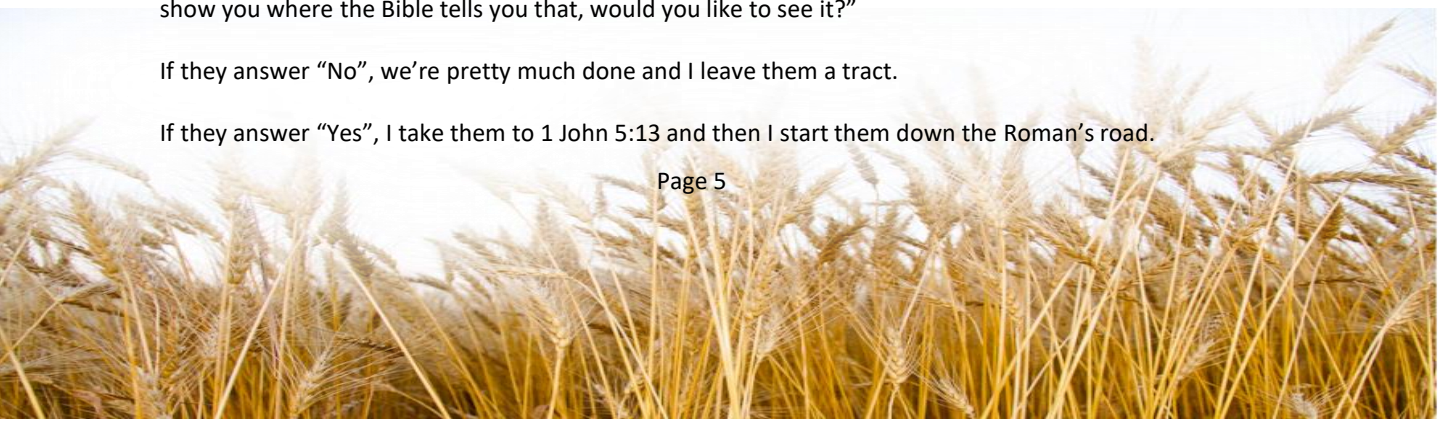 show you where the Bible tells you that, would you like to see it?”
If they answer “No”, we’re pretty much done and I leave them a tract.
If they answer “Yes”, I take them to 1 John 5:13 and then I start them down the Roman’s road.
Page 5